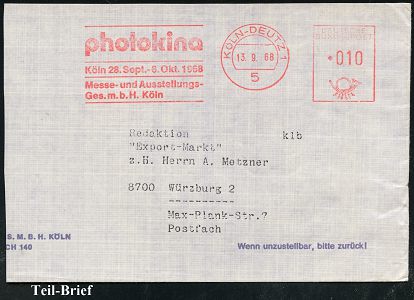 photokina
Köln 28. Sept.-6. Okt. 1968
Messe- und Ausstellungs-
Ges.m.b.H. Köln
KÖLN-DEUTZ 1
13.9.68
5
DEUTSCHE
BUNDESPOST
*010
Redaktion klb
"Export-Markt"
z.H. Herrn A. Metzner
8700 Würzburg 2
----------
Max-Plank-Str.7
Postfach
S. M. B. H. KÖLN
CH 140
Wenn unzustellbar, bitte zurück!
Teil-Brief